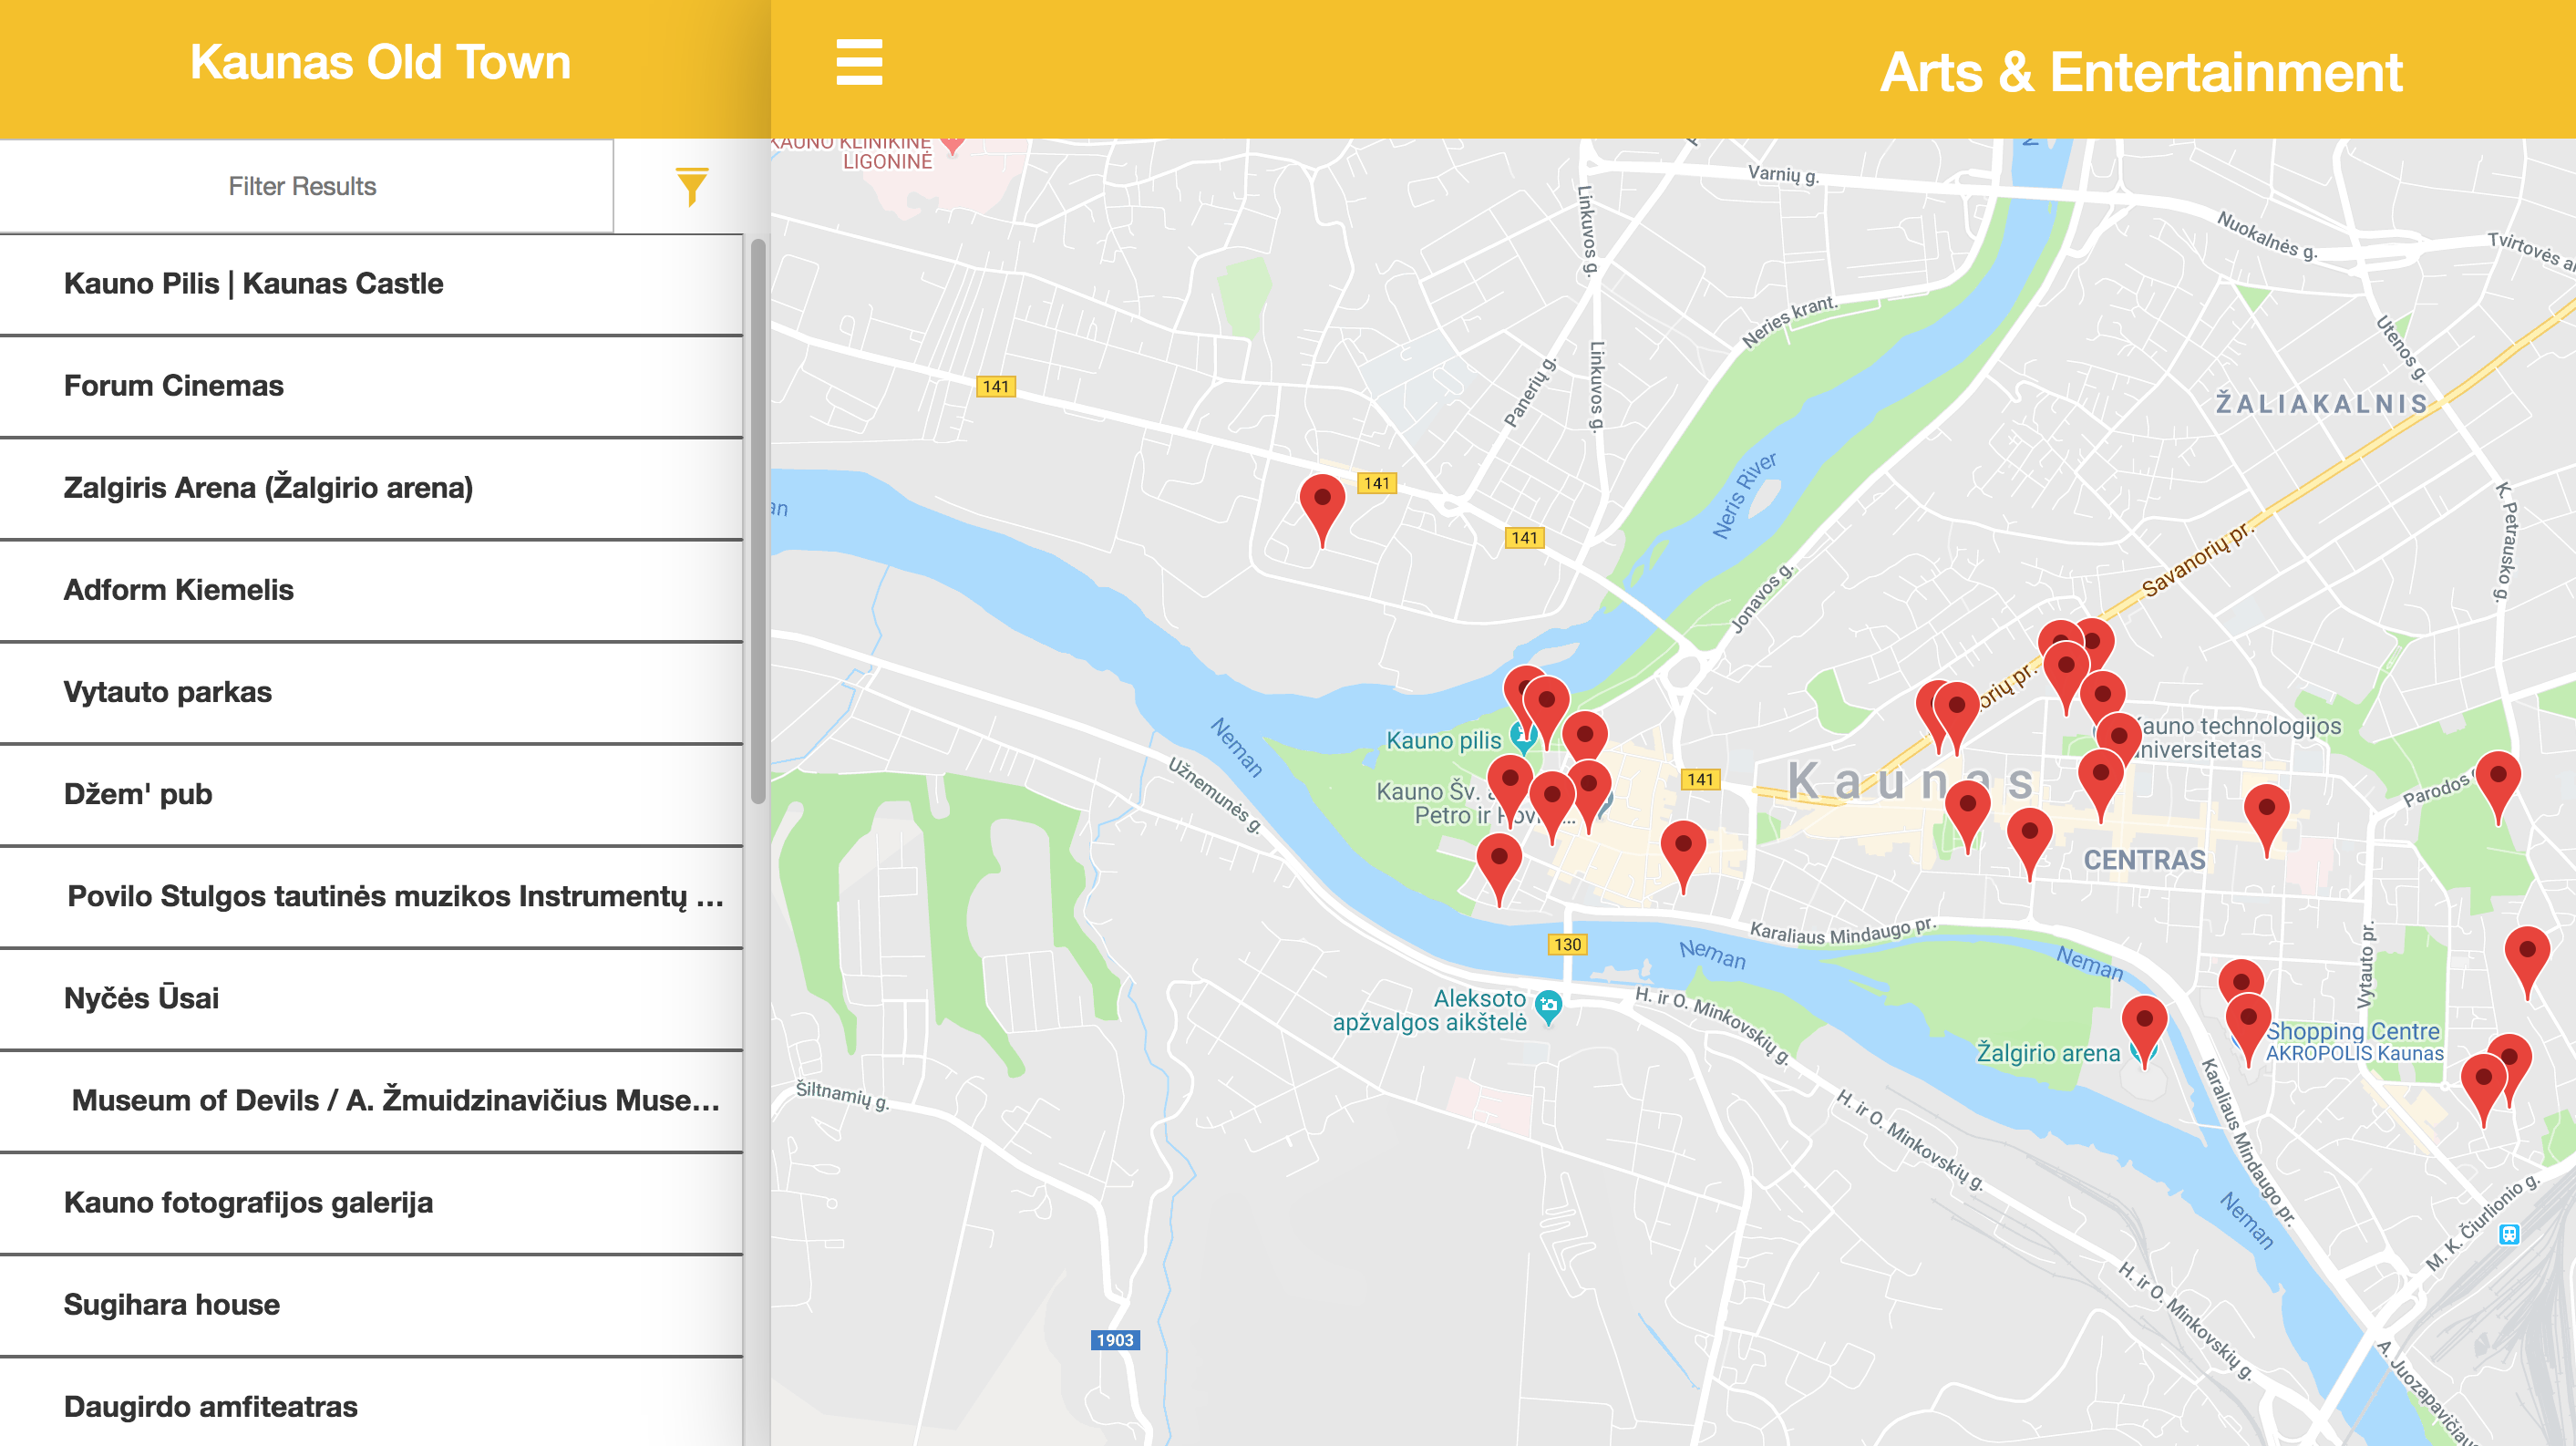 Kaunas Old Town
Arts & Entertainment
Filter Results
Kauno Pilis | Kaunas Castle
Forum Cinemas
Zalgiris Arena (Žalgirio arena)
Adform Kiemelis
Vytauto parkas
Džem' pub
Povilo Stulgos tautinės muzikos Instrumentų ...
Nyčės Ūsai
Museum of Devils / A. Žmuidzinavičius Muse...
Kauno fotografijos galerija
Sugihara house
Daugirdo amfiteatras
KAUNO KLINIKINĖ
LIGONINĖ
Varnių g.
Linkuvos g.
Nuokalnės g.
Tvirtovės
Neries krant.
Utenos g.
Panerių g.
Linkuvos g.
141
ŽALIAKALNIS
Neris River
141
141
K. Petrausko g.
Savanorių pr.
Jonavos g.
orių pr.
Neman
Kauno pilis
Kauno technologijos
universitetas
Užnemunės g.
Kauno Šv.
Petro ir
141
Kaunas
Parodos
CENTRAS
130
Karaliaus Mindaugo pr.
Neman
Neman
Vytauto pr.
Aleksoto
apžvalgos aikštelė
H. ir O. Minkovskių g.
Žalgirio arena
Shopping Centre
AKROPOLIS Kaunas
Šiltnamių g.
H. ir O. Minkovskių g.
Karaliaus Mindaugo pr.
Neman
M. K. Čiurlionio g.
H. ir O. Minkovskių g.
1903